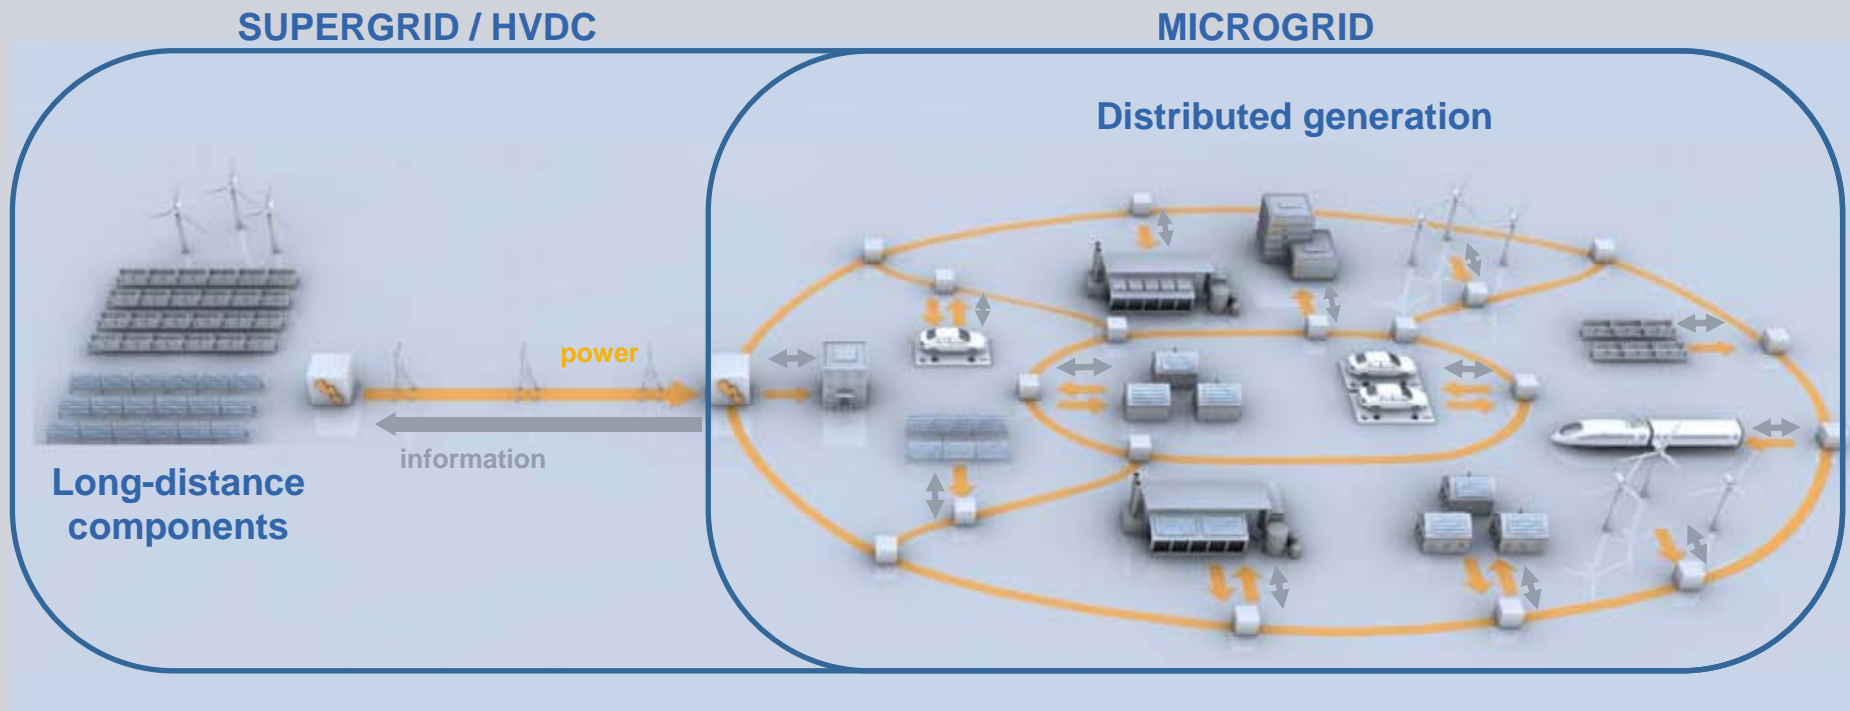 SUPERGRID / HVDC
MICROGRID
Distributed generation
power
information
Long-distance
components